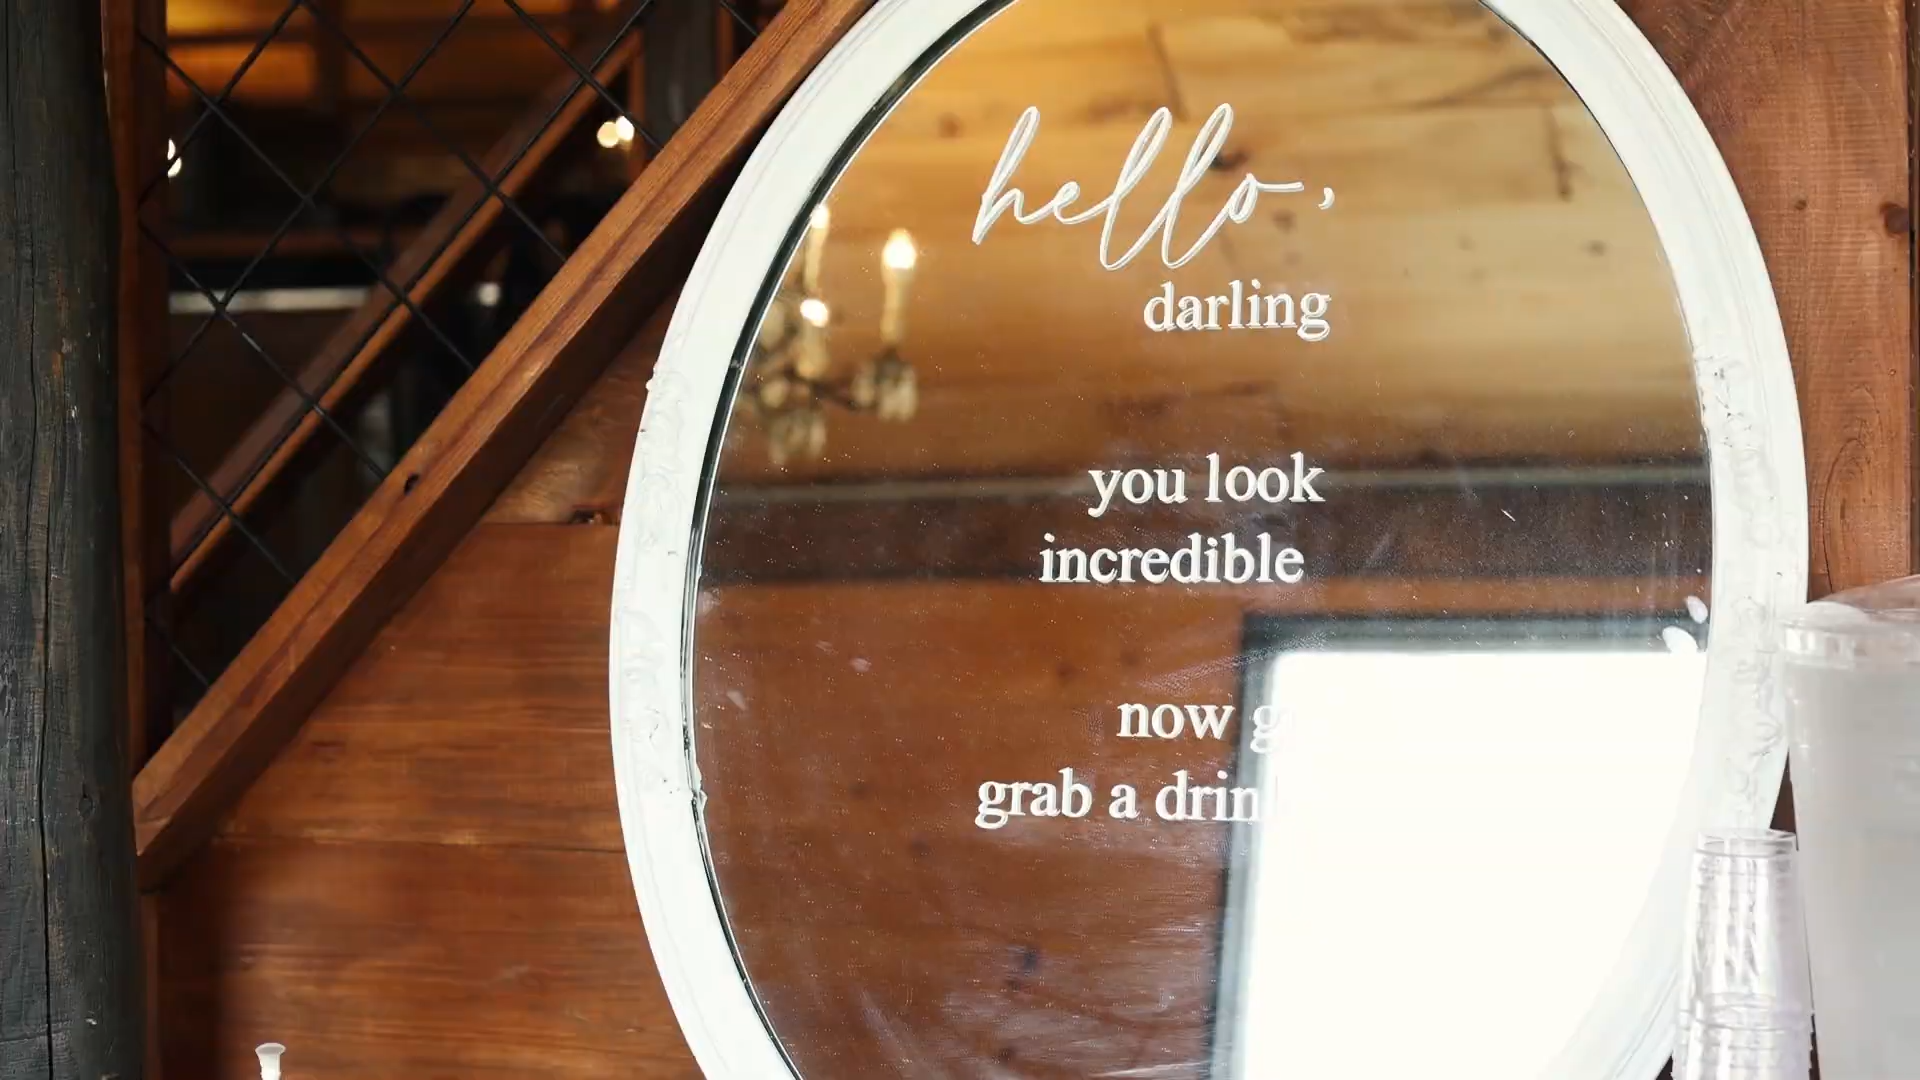 hello,
darling
you look
incredible
now
grab a